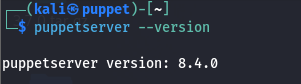 ┌──(kali㉿puppet)-[~]
└─$ puppetserver --version
puppetserver version: 8.4.0